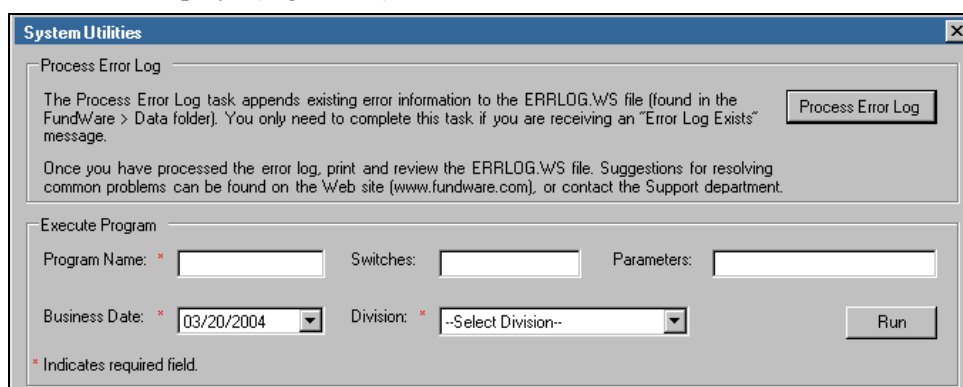 System Utilities
Process Error Log
The Process Error Log task appends existing error information to the ERRLOG.WS file (found in the
FundWare > Data folder). You only need to complete this task if you are receiving an "Error Log Exists"
message.
Process Error Log
Once you have processed the error log, print and review the ERRLOG.WS file. Suggestions for resolving
common problems can be found on the Web site (www.fundware.com), or contact the Support department.
Execute Program
Program Name: * Switches: Parameters:
Business Date: * 03/20/2004 Division: * --Select Division-- Run
* Indicates required field.